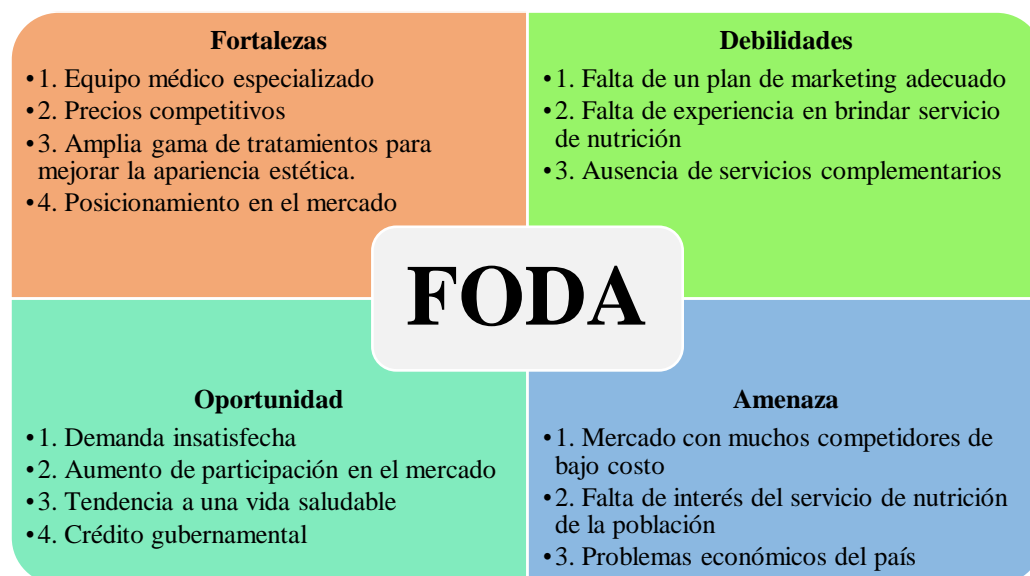 Fortalezas
•1. Equipo médico especializado
•2. Precios competitivos
•3. Amplia gama de tratamientos para
mejorar la apariencia estética.
•4. Posicionamiento en el mercado
Debilidades
•1. Falta de un plan de marketing adecuado
•2. Falta de experiencia en brindar servicio
de nutrición
•3. Ausencia de servicios complementarios
FODA
Oportunidad
•1. Demanda insatisfecha
•2. Aumento de participación en el mercado
•3. Tendencia a una vida saludable
•4. Crédito gubernamental
Amenaza
•1. Mercado con muchos competidores de
bajo costo
•2. Falta de interés del servicio de nutrición
de la población
•3. Problemas económicos del país